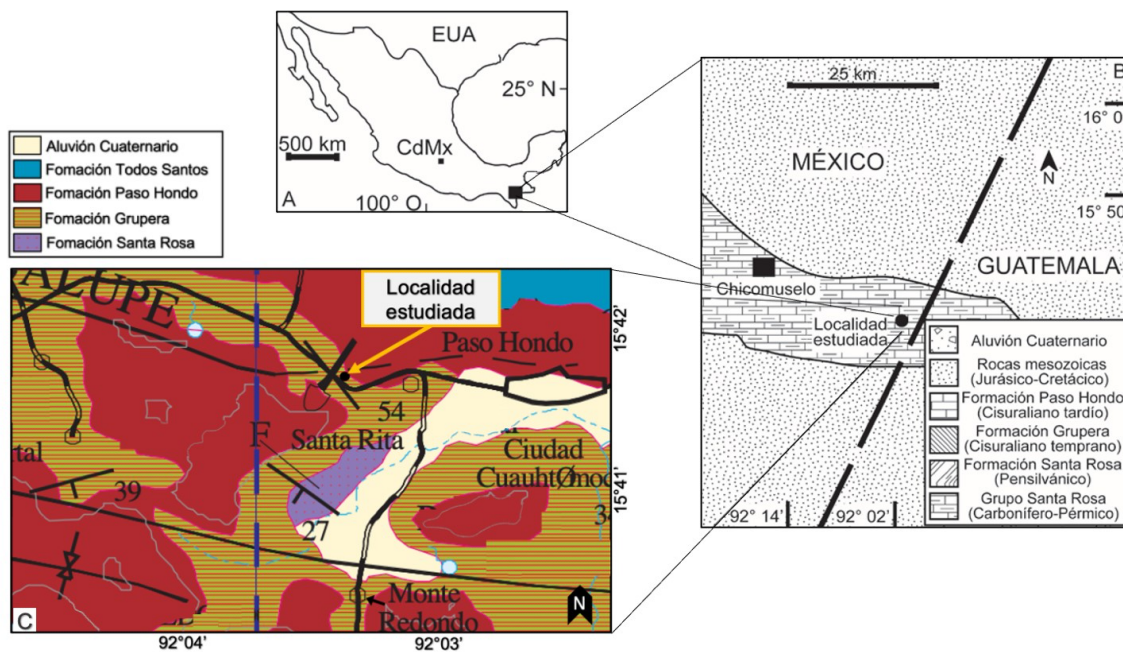 EUA
25° N
500 km
CdMx
A
100° O
Aluvión Cuaternario
Fomación Todos Santos
Fomación Paso Hondo
Fomación Grupera
Fomación Santa Rosa
25 km
B
16° 0
MÉXICO
N
15° 50
GUATEMALA
Chicomuselo
Localidad
estudiada
Aluvión Cuaternario
Rocas mesozoicas
(Jurásico-Cretácico)
Formación Paso Hondo
(Cisuraliano tardío)
Formación Grupera
(Cisuraliano temprano)
Formación Santa Rosa
(Pensilvánico)
Grupo Santa Rosa
(Carbonífero-Pérmico)
92° 14'
92° 02'
Localidad
estudiada
ALUPE
Paso Hondo
15°42'
54
F
Santa Rita
Ciudad
rtal
39
15°41'
27
Monte
Redondo
C
N
92°04'
92°03'